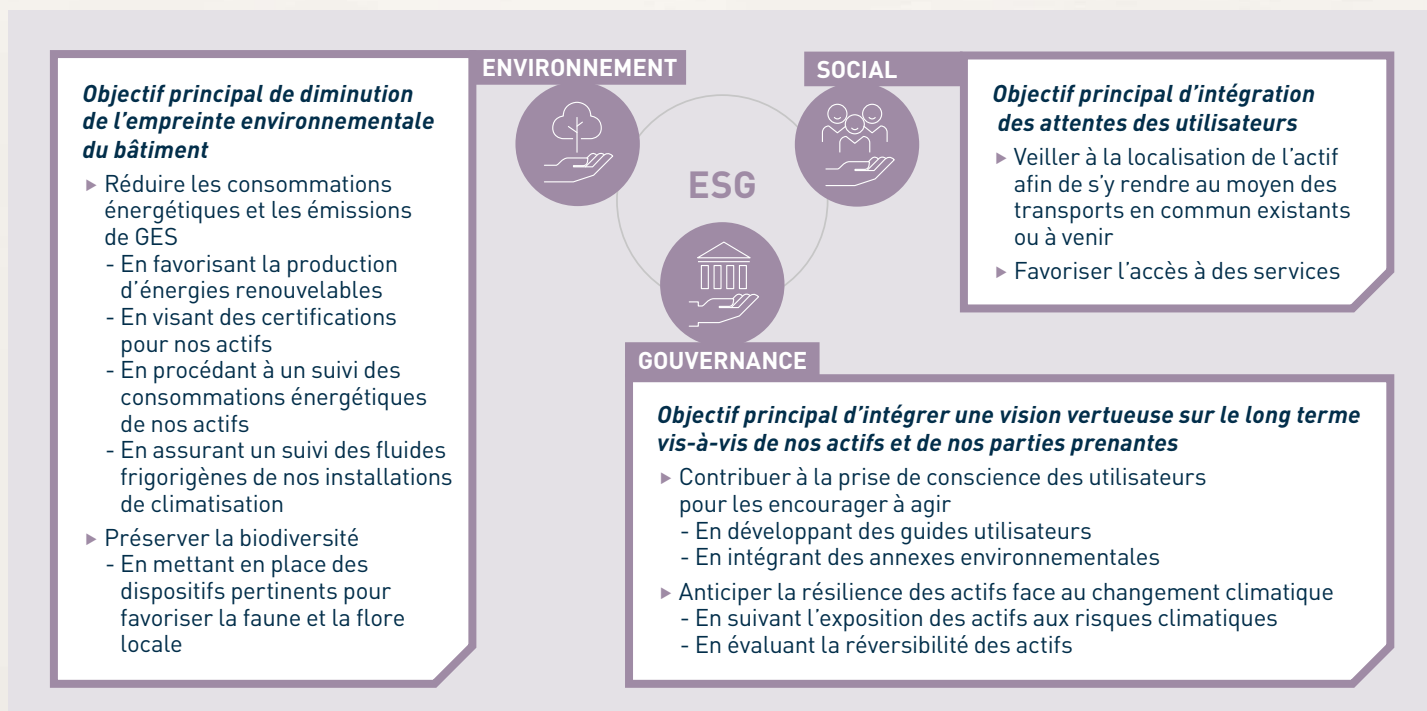 ENVIRONNEMENT
Objectif principal de diminution
de l’empreinte environnementale
du bâtiment
▸ Réduire les consommations
énergétiques et les émissions
de GES
- En favorisant la production
d’énergies renouvelables
- En visant des certifications
pour nos actifs
- En procédant à un suivi des
consommations énergétiques
de nos actifs
- En assurant un suivi des fluides
frigorigènes de nos installations
de climatisation
▸ Préserver la biodiversité
- En mettant en place des
dispositifs pertinents pour
favoriser la faune et la flore
locale
ESG
SOCIAL
Objectif principal d’intégration
des attentes des utilisateurs
▸ Veiller à la localisation de l’actif
afin de s’y rendre au moyen des
transports en commun existants
ou à venir
▸ Favoriser l’accès à des services
GOUVERNANCE
Objectif principal d’intégrer une vision vertueuse sur le long terme
vis-à-vis de nos actifs et de nos parties prenantes
▸ Contribuer à la prise de conscience des utilisateurs
pour les encourager à agir
- En développant des guides utilisateurs
- En intégrant des annexes environnementales
▸ Anticiper la résilience des actifs face au changement climatique
- En suivant l’exposition des actifs aux risques climatiques
- En évaluant la réversibilité des actifs